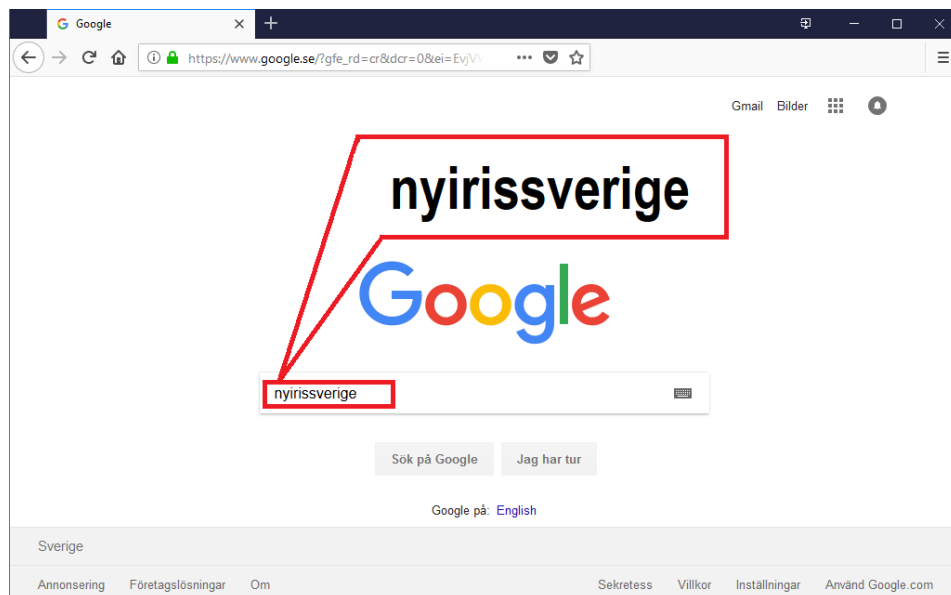 Google
https://www.google.se/?gfe_rd=cr&dcr=0&ei=EvjV
Gmail Bilder
nyirissverige
Google
nyirissverige
Sök på Google Jag har tur
Google på: English
Sverige
Annonsering Företagslösningar Om Sekretess Villkor Inställningar Använd Google.com